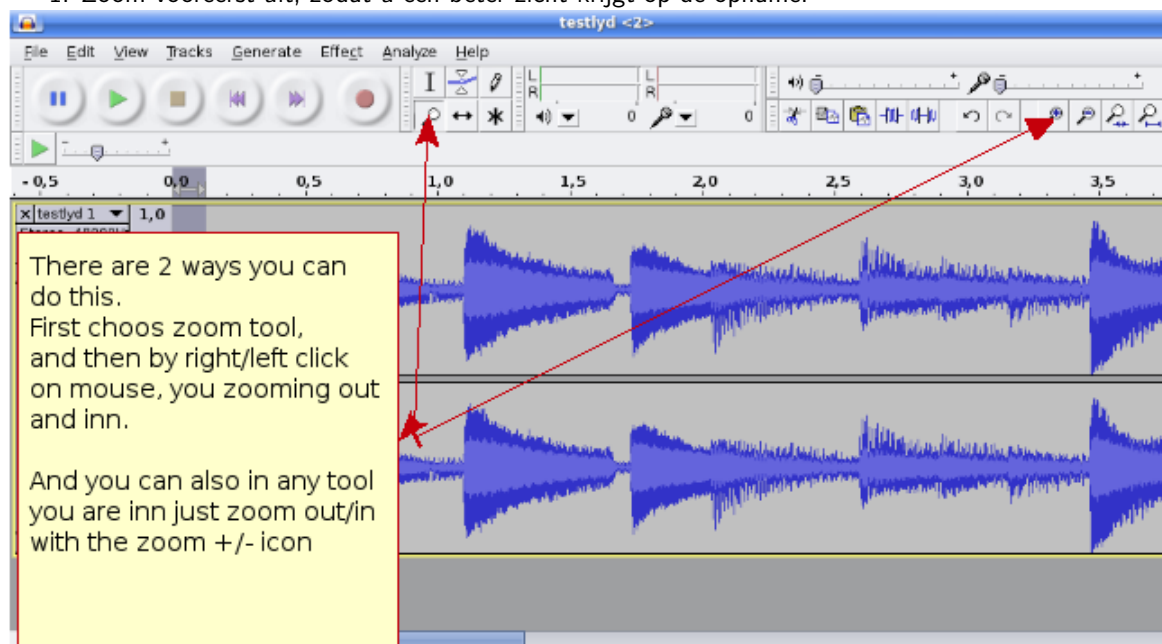 1. Zoom voreerst uit, zodat u een beter zicht krijgt op de opname.
testlyd <2>
File Edit View Tracks Generate Effect Analyze Help
L
R
L
R
0
0
- 0,5 0,0 0,5 1,0 1,5 2,0 2,5 3,0 3,5
testlyd 1 1,0
There are 2 ways you can
do this.
First choos zoom tool,
and then by right/left click
on mouse, you zooming out
and inn.
And you can also in any tool
you are inn just zoom out/in
with the zoom +/- icon